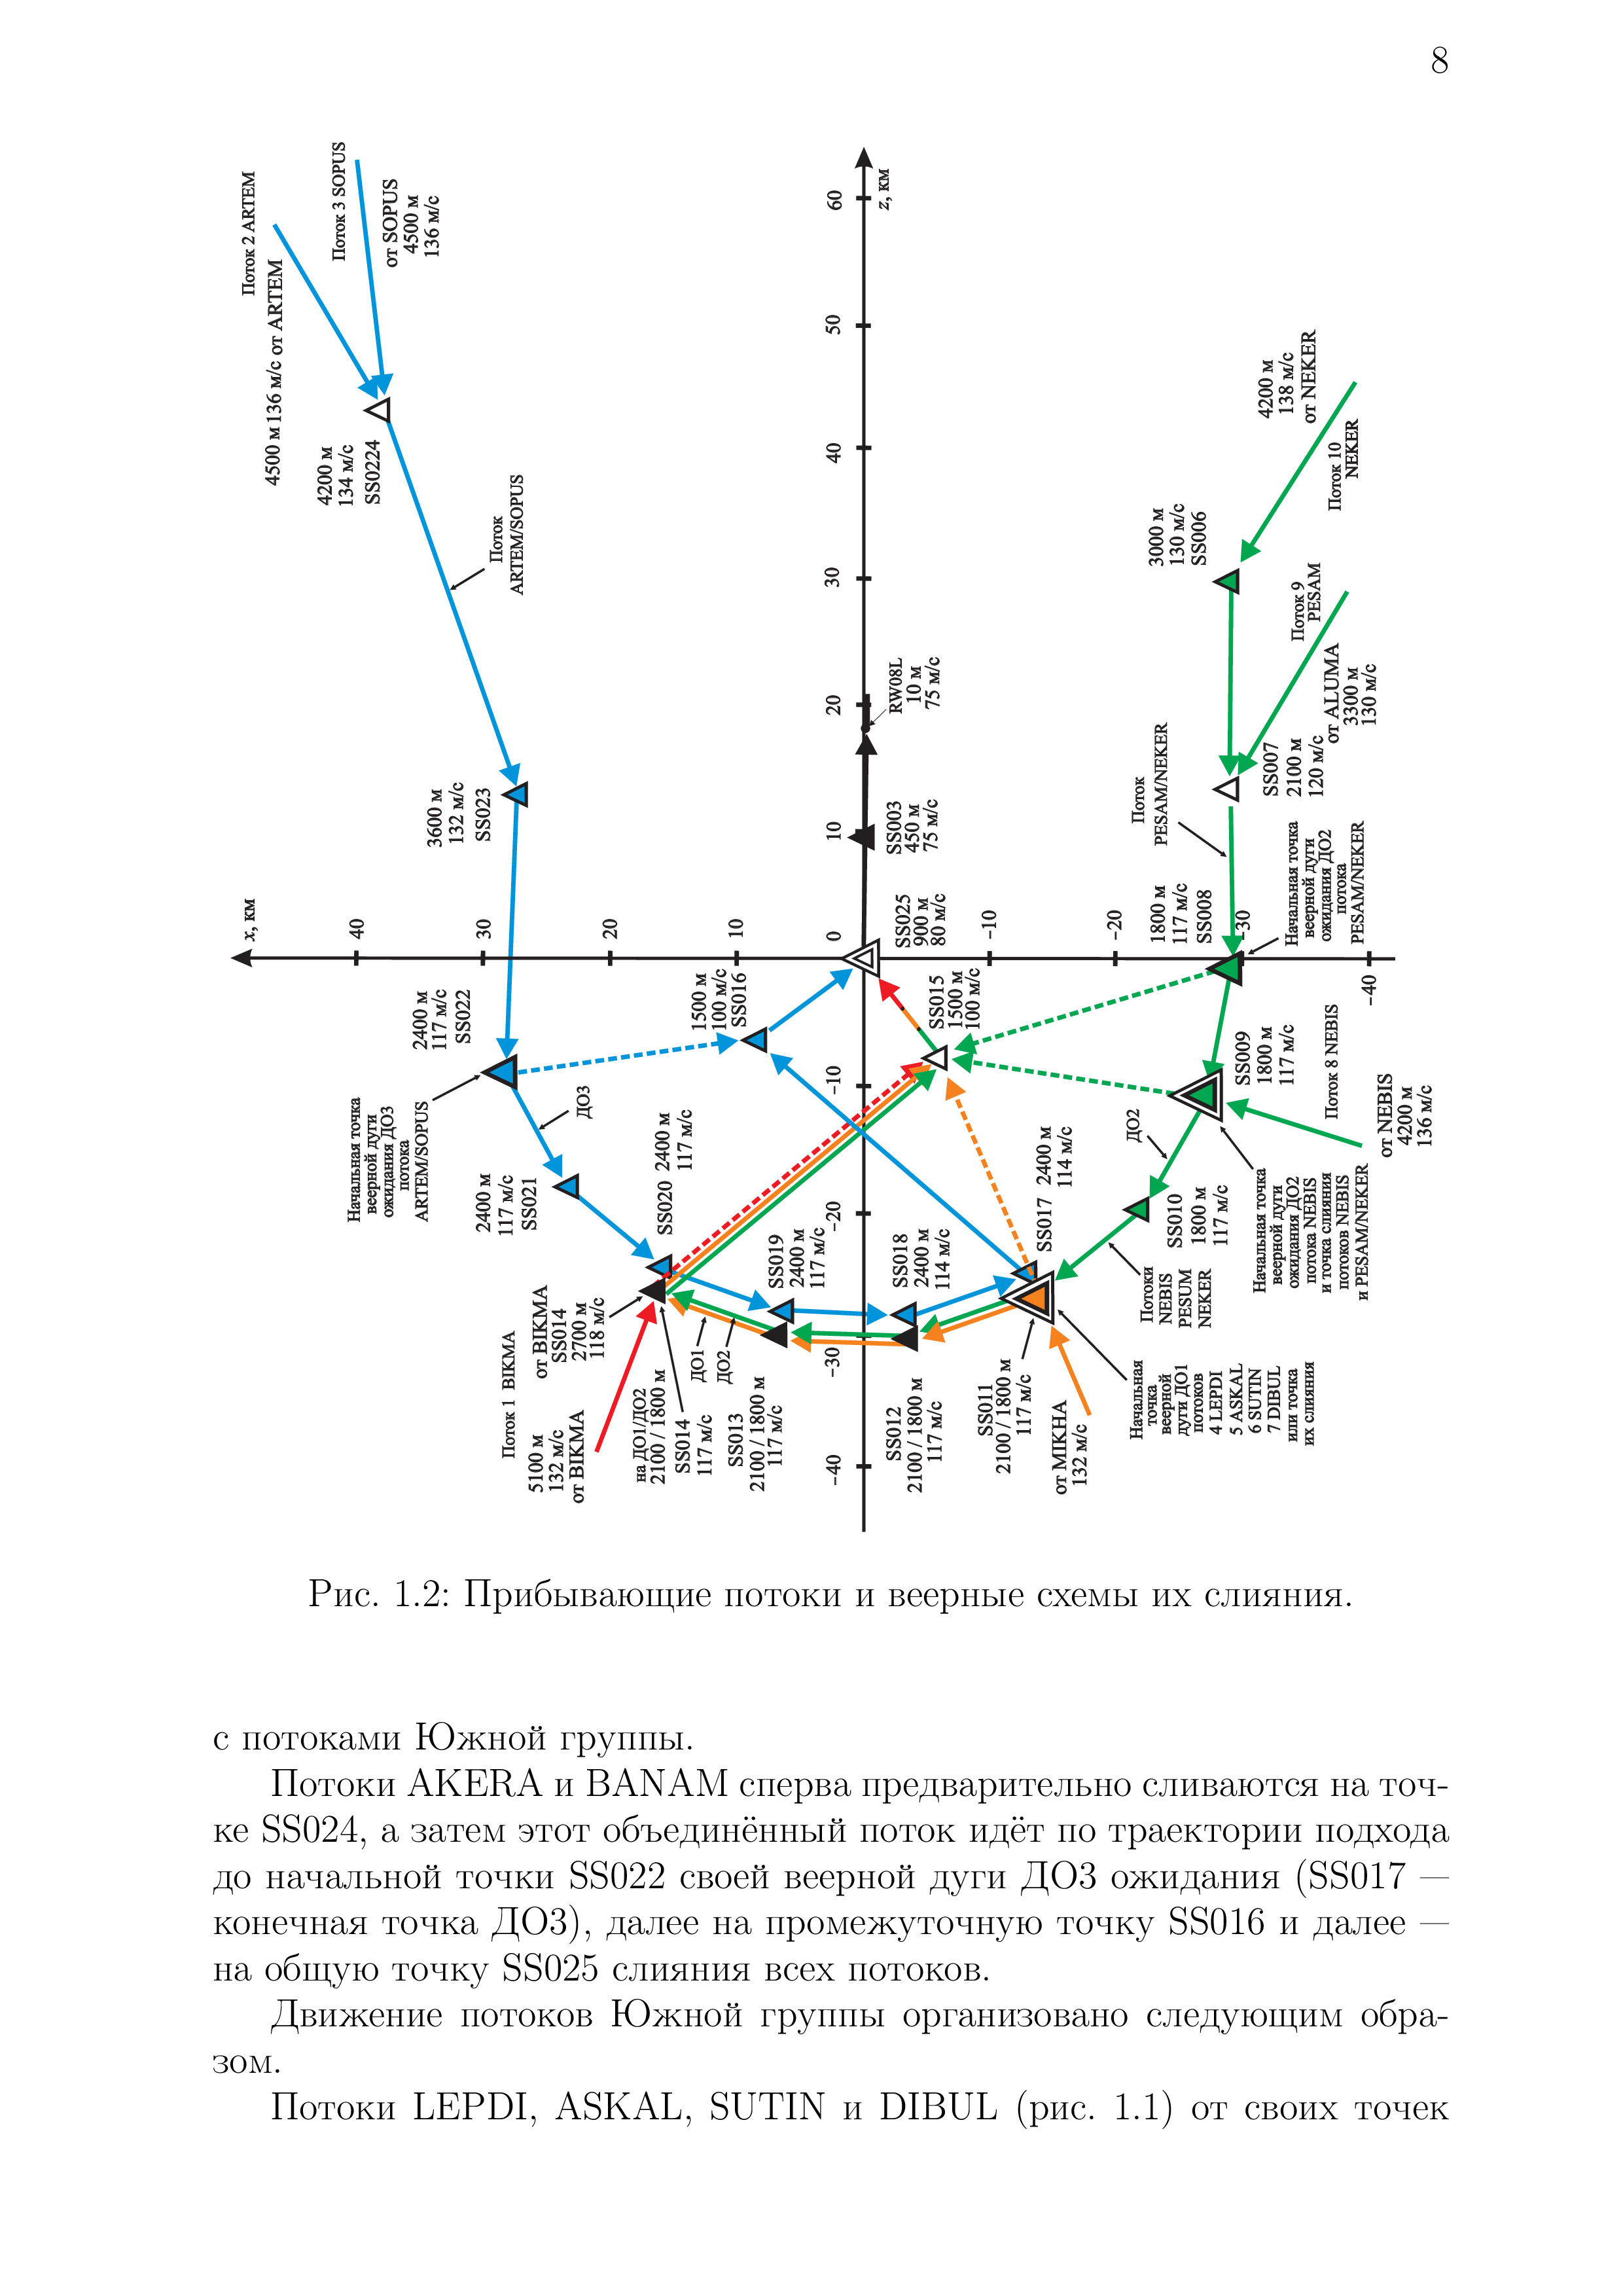 8
Поток 2 ARTEM
4500 м 136 м/с от ARTEM
Поток 3 SOPUS
от SOPUS
4500 м
136 м/с
4200 м
134 м/с
SS0224
Поток
ARTEM/SOPUS
3600 м
132 м/с
SS023
x, км
40
30
20
10
0
−10
−20
−30
−40
z, км
60
50
40
30
20
10
−10
−20
−30
−40
RW08L
10 м
75 м/с
SS003
450 м
75 м/с
SS025
900 м
80 м/с
4200 м
138 м/с
от NEKER
Поток 10
NEKER
3000 м
130 м/с
SS006
Поток 9
PESAM
от ALUMA
3300 м
130 м/с
SS007
2100 м
120 м/с
Поток
PESAM/NEKER
1800 м
117 м/с
SS008
Начальная точка
веерной дуги
ожидания ДО2
потока
PESAM/NEKER
2400 м
117 м/с
SS022
Начальная точка
веерной дуги
ожидания ДО3
потока
ARTEM/SOPUS
ДО3
1500 м
100 м/с
SS016
SS015
1500 м
100 м/с
SS009
1800 м
117 м/с
Поток 8 NEBIS
от NEBIS
4200 м
136 м/с
ДО2
2400 м
117 м/с
SS021
SS020
2400 м
117 м/с
SS019
2400 м
117 м/с
SS018
2400 м
114 м/с
SS017
2400 м
114 м/с
SS010
1800 м
117 м/с
Начальная точка
веерной дуги
ожидания ДО2
потока NEBIS
и точка слияния
потоков NEBIS
и PESAM/NEKER
Потоки
NEBIS
PESUM
NEKER
Поток 1 BIKMA
от BIKMA
SS014
2700 м
118 м/с
5100 м
132 м/с
от BIKMA
на ДО1/ДО2
2100 / 1800 м
SS014
117 м/с
ДО1
ДО2
SS013
2100 / 1800 м
117 м/с
SS012
2100 / 1800 м
117 м/с
SS011
2100 / 1800 м
117 м/с
от MIKHA
132 м/с
Начальная
точка
веерной
дуги ДО1
потоков
4 LEPDI
5 ASKAL
6 SUTIN
7 DIBUL
или точка
их слияния
Рис. 1.2: Прибывающие потоки и веерные схемы их слияния.
с потоками Южной группы.
Потоки AKERA и BANAM сперва предварительно сливаются на точ-
ке SS024, а затем этот объединённый поток идёт по траектории подхода
до начальной точки SS022 своей веерной дуги ДО3 ожидания (SS017 —
конечная точка ДО3), далее на промежуточную точку SS016 и далее —
на общую точку SS025 слияния всех потоков.
Движение потоков Южной группы организовано следующим обра-
зом.
Потоки LEPDI, ASKAL, SUTIN и DIBUL (рис. 1.1) от своих точек